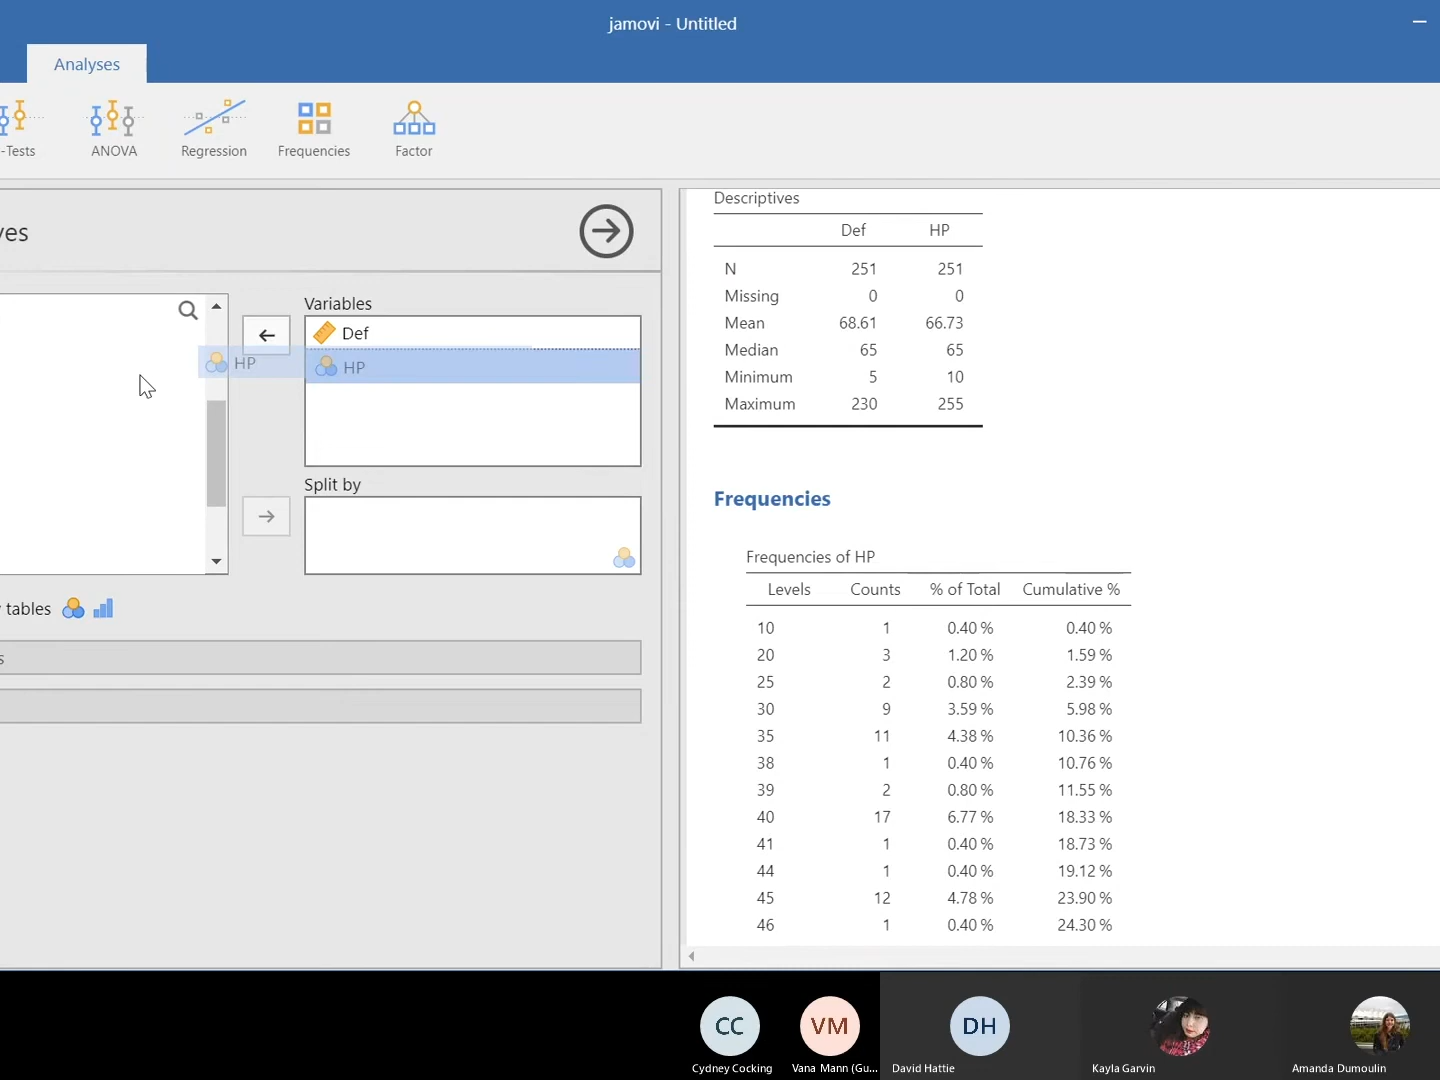 jamovi - Untitled
Analyses
-Tests
ANOVA
Regression
Frequencies
Factor
ves
Variables
Def
HP
HP
Split by
y tables
s
Descriptives
Def HP
N 251 251
Missing 0 0
Mean 68.61 66.73
Median 65 65
Minimum 5 10
Maximum 230 255
Frequencies
Frequencies of HP
Levels Counts % of Total Cumulative %
10 1 0.40 % 0.40 %
20 3 1.20 % 1.59 %
25 2 0.80 % 2.39 %
30 9 3.59 % 5.98 %
35 11 4.38 % 10.36 %
38 1 0.40 % 10.76 %
39 2 0.80 % 11.55 %
40 17 6.77 % 18.33 %
41 1 0.40 % 18.73 %
44 1 0.40 % 19.12 %
45 12 4.78 % 23.90 %
46 1 0.40 % 24.30 %
CC
VM
DH
Cydney Cocking
Vana Mann (Gu...
David Hattie
Kayla Garvin
Amanda Dumoulin